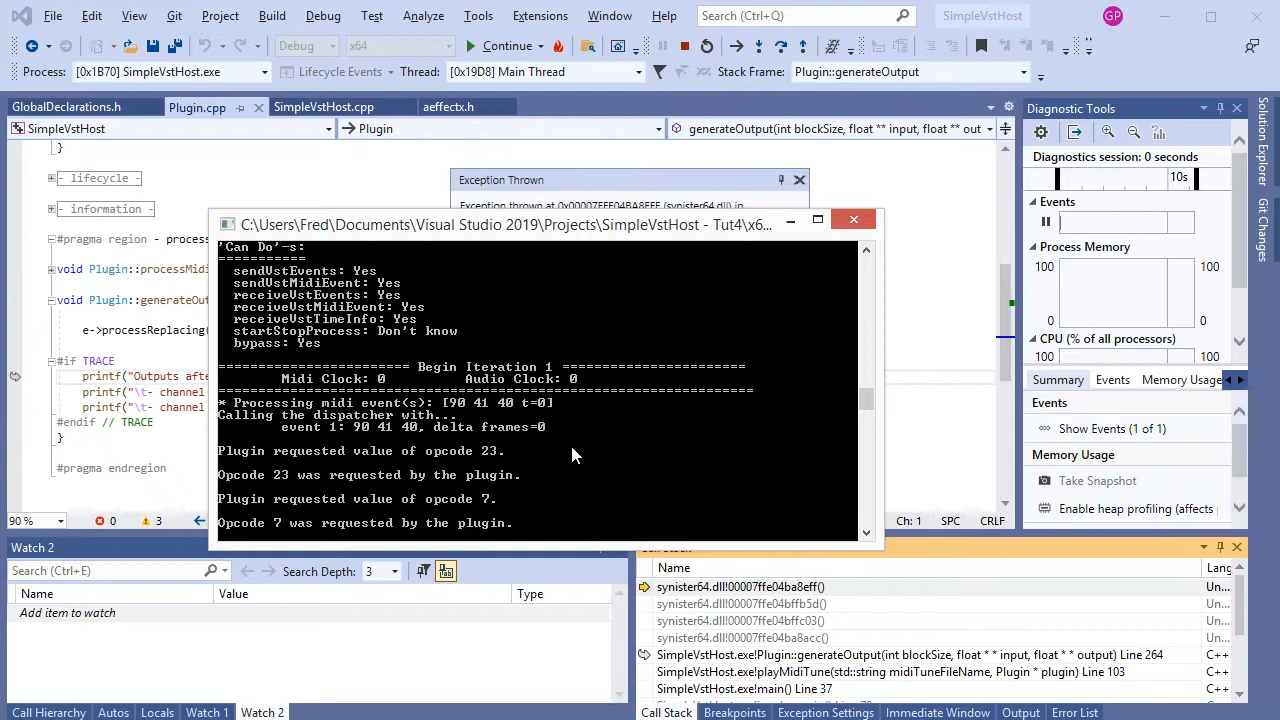 File Edit View Git Project Build Debug Test Analyze Tools Extensions Window Help Search (Ctrl+Q) SimpleVstHost GP
Debug x64 Continue
Process: [0x1B70] SimpleVstHost.exe Lifecycle Events Thread: [0x19D8] Main Thread Stack Frame: Plugin::generateOutput
GlobalDeclarations.h Plugin.cpp SimpleVstHost.cpp aeffectx.h
SimpleVstHost Plugin generateOutput(int blockSize, float ** input, float ** out
}
- lifecycle -
- information -
#pragma region - process
void Plugin::processMidi
void Plugin::generateOut
e->processReplacing(
#if TRACE
printf("Outputs afte
printf("\t- channel
printf("\t- channel
#endif // TRACE
}
#pragma endregion
Exception Thrown
Exception thrown at 0x00007FFE04BA8EFF (synister64.dll) in
C:\Users\Fred\Documents\Visual Studio 2019\Projects\SimpleVstHost - Tut4\x6...
'Can Do'-s:
===========
sendVstEvents: Yes
sendVstMidiEvent: Yes
receiveVstEvents: Yes
receiveVstMidiEvent: Yes
receiveVstTimeInfo: Yes
startStopProcess: Don't know
bypass: Yes
======================= Begin Iteration 1 ======================
Midi Clock: 0 Audio Clock: 0
================================================================
* Processing midi event(s): [90 41 40 t=0]
Calling the dispatcher with...
event 1: 90 41 40, delta frames=0
Plugin requested value of opcode 23.
Opcode 23 was requested by the plugin.
Plugin requested value of opcode 7.
Opcode 7 was requested by the plugin.
90 % 0 3 Ch: 1 SPC CRLF
Diagnostic Tools
Diagnostics session: 0 seconds
10s
Events
Process Memory
100 100
0 0
CPU (% of all processors)
100 100
Summary Events Memory Usage
Events
Show Events (1 of 1)
Memory Usage
Take Snapshot
Enable heap profiling (affects
Solution Explorer
Git Changes
Watch 2
Search (Ctrl+E) Search Depth: 3
Name Value Type
Add item to watch
Call Hierarchy Autos Locals Watch 1 Watch 2
Call Stack
Name Lang
synister64.dll!00007ffe04ba8eff() Un...
synister64.dll!00007ffe04bffb5d() Un...
synister64.dll!00007ffe04bffc03() Un...
synister64.dll!00007ffe04ba8acc() Un...
SimpleVstHost.exe!Plugin::generateOutput(int blockSize, float * * input, float * * output) Line 264 C++
SimpleVstHost.exe!playMidiTune(std::string midiTuneFileName, Plugin * plugin) Line 103 C++
SimpleVstHost.exe!main() Line 37 C++
Call Stack Breakpoints Exception Settings Immediate Window Output Error List